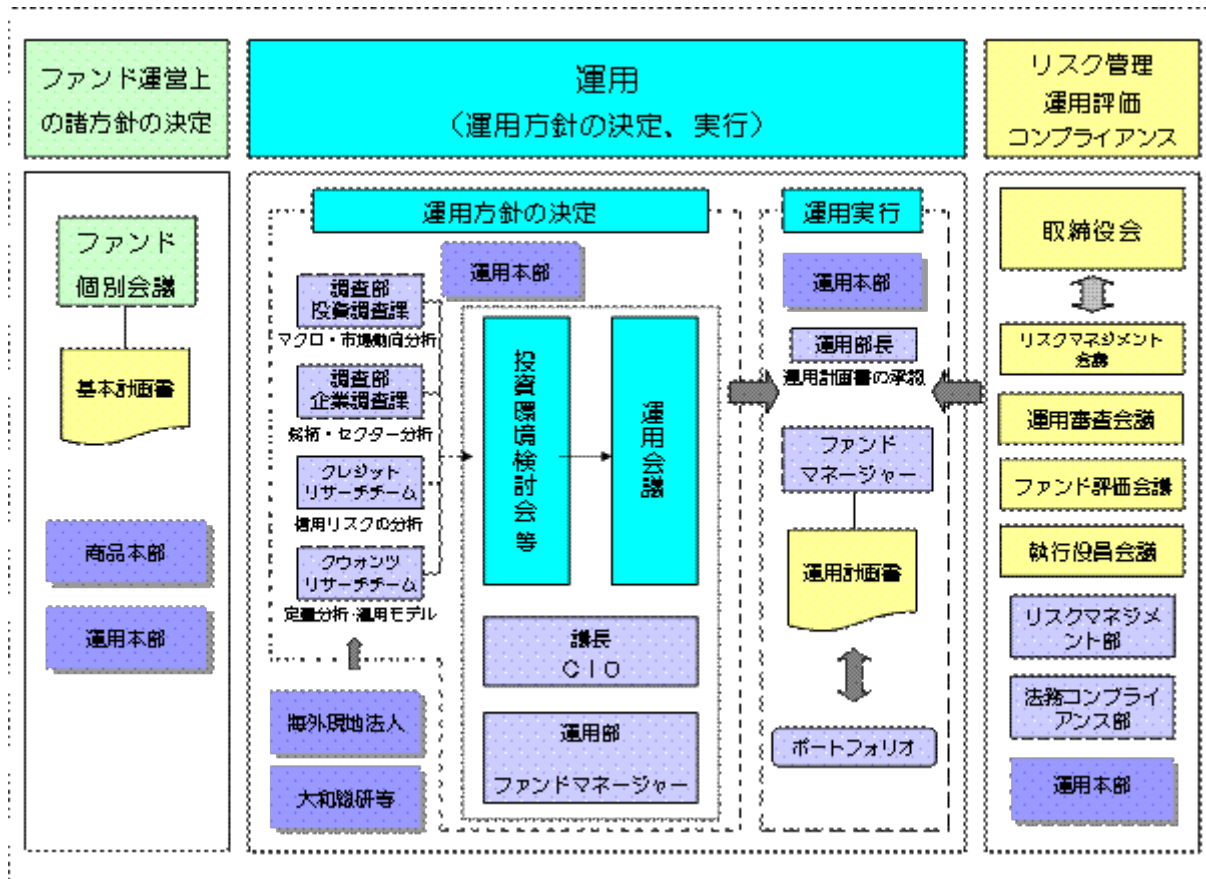 ファンド運営上
の諸方針の決定
運用
（運用方針の決定、実行）
リスク管理
運用評価
コンプライアンス
ファンド
個別会議
基本計画書
商品本部
運用本部
運用方針の決定
運用本部
調査部
投資調査課
マクロ・市場動向分析
調査部
企業調査課
銘柄・セクター分析
クレジット
リサーチチーム
信用リスクの分析
クウォンツ
リサーチチーム
定量分析・運用モデル
海外現地法人
大和総研等
投資環境検討会等
運用会議
議長
ＣＩＯ
運用部
ファンドマネージャー
運用実行
運用本部
運用部長
運用計画書の承認
ファンド
マネージャー
運用計画書
ポートフォリオ
取締役会
リスクマネジメント
会議
運用審査会議
ファンド評価会議
執行役員会議
リスクマネジメ
ント部
法務コンプライ
アンス部
運用本部